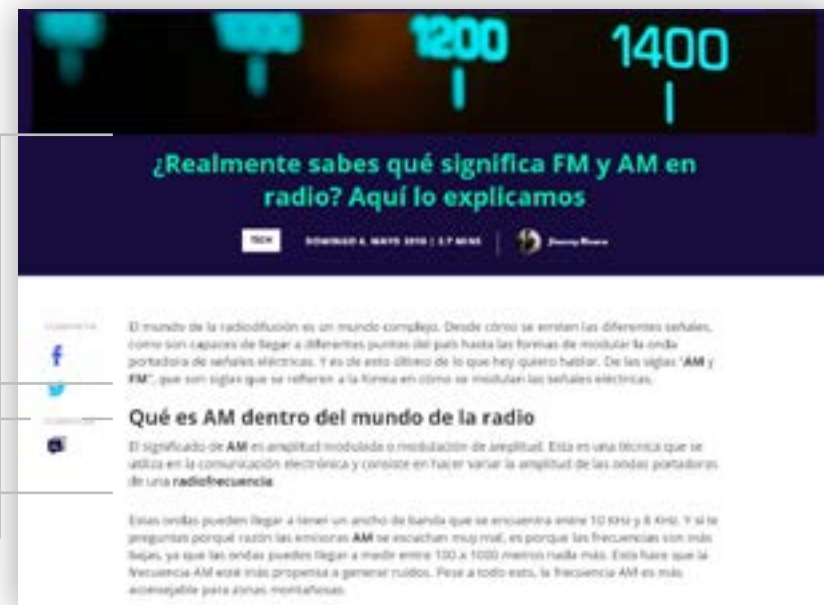 1200
1400
¿Realmente sabes qué significa FM y AM en
radio? Aquí lo explicamos
TECH
DOMINGO 6, MAYO 2018 | 2.7 MINS
COMPARTIR
El mundo de la radiodifusión es un mundo complejo. Desde cómo se emiten las diferentes señales,
como son capaces de llegar a diferentes puntos del país hasta las formas de modular la onda
portadora de señales eléctricas. Y es de esto último de lo que hoy quiero hablar. De las siglas "AM y
FM", que son siglas que se refieren a la forma en cómo se modulan las señales eléctricas.
Qué es AM dentro del mundo de la radio
El significado de AM es amplitud modulada o modulación de amplitud. Esta es una técnica que se
utiliza en la comunicación electrónica y consiste en hacer variar la amplitud de las ondas portadoras
de una radiofrecuencia.
Estas ondas pueden llegar a tener un ancho de banda que se encuentra entre 10 KHz y 8 KHz. Y si te
preguntas porqué razón las emisoras AM se escuchan muy mal, es porque las frecuencias son más
bajas, ya que las ondas puedes llegar a medir entre 100 a 1000 metros nada más. Esto hace que la
frecuencia AM esté más propensa a generar ruidos. Pese a todo esto, la frecuencia AM es más
aconsejable para zonas montañosas.